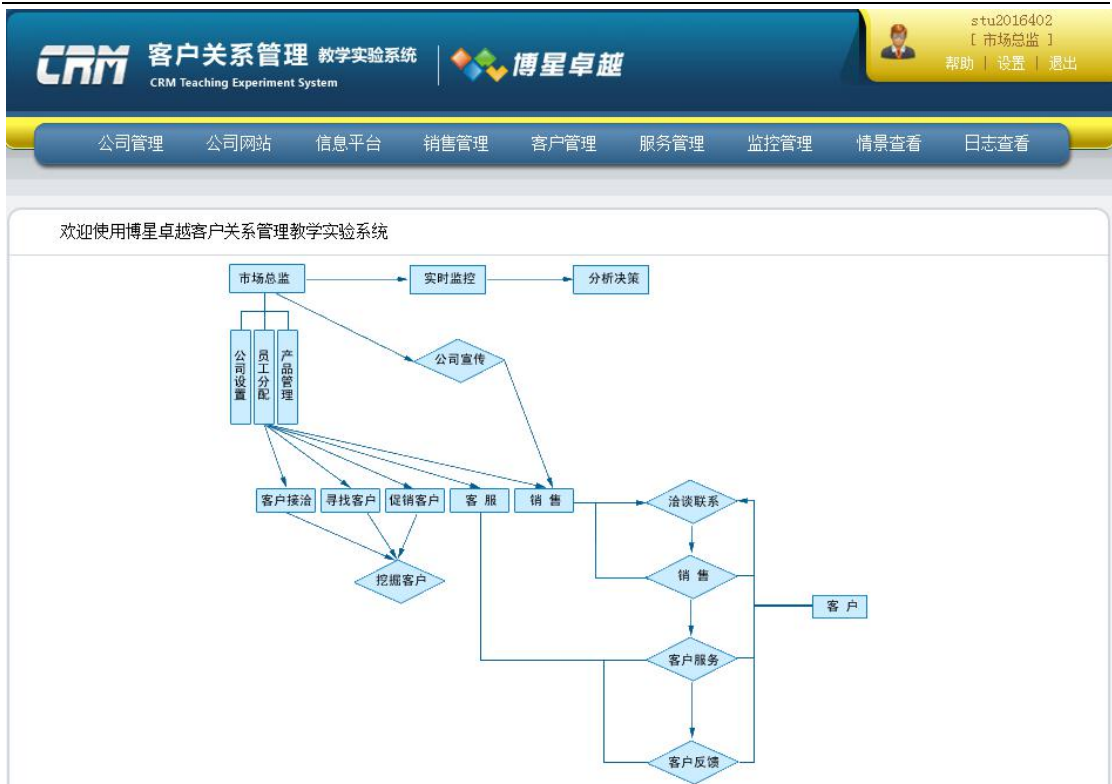 CRM 客户关系管理 教学实验系统
CRM Teaching Experiment System
博星卓越
stu2016402
[ 市场总监 ]
帮助 | 设置 | 退出
公司管理 公司网站 信息平台 销售管理 客户管理 服务管理 监控管理 情景查看 日志查看
欢迎使用博星卓越客户关系管理教学实验系统
市场总监 实时监控 分析决策
公司宣传
公司设置
员工分配
产品管理
客户接洽 寻找客户 促销客户 客服 销售 洽谈联系
挖掘客户
销售
客户
客户服务
客户反馈